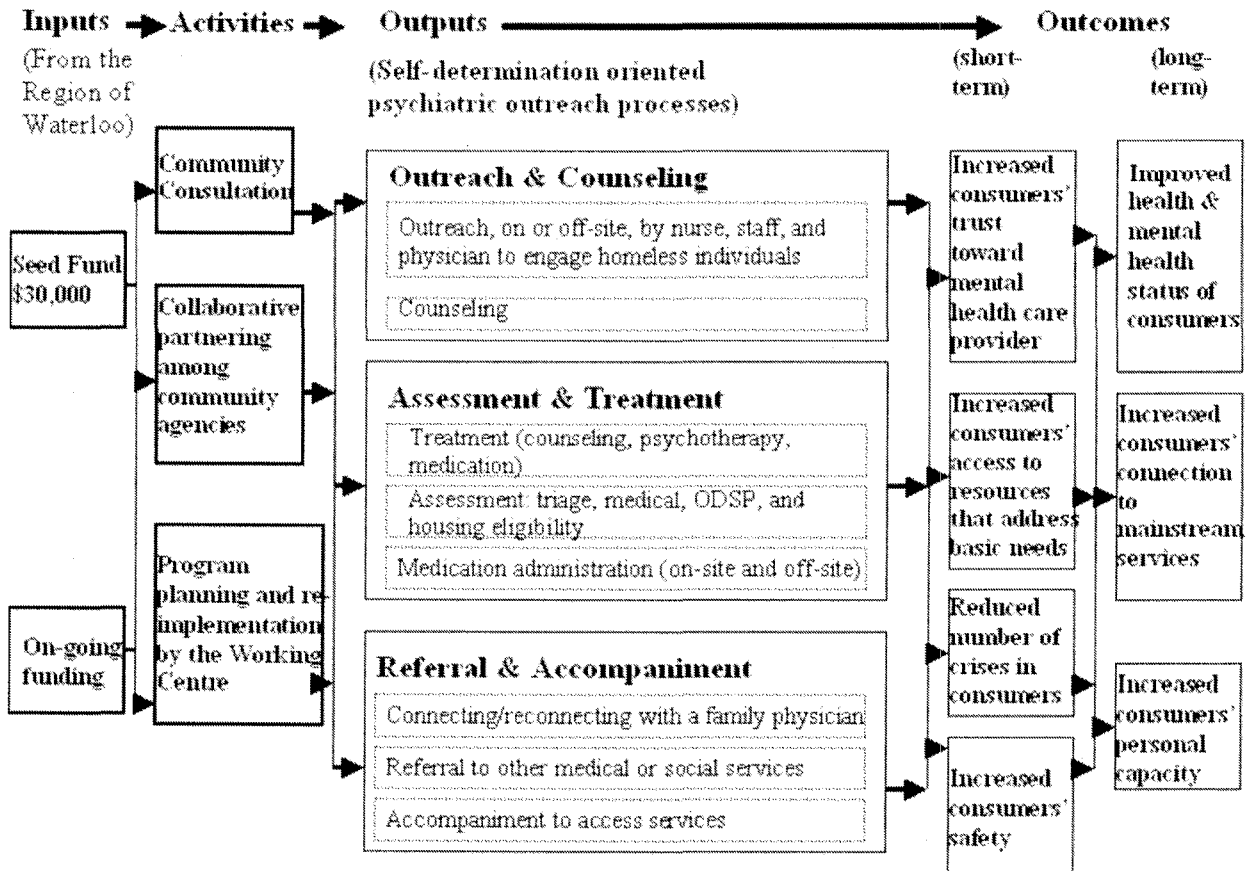 Inputs
Activities
Outputs
Outcomes
(From the
Region of
Waterloo)
(Self-determination oriented
psychiatric outreach processes)
(short-
term)
(long-
term)
Seed Fund
$30,000
On-going
funding
Community
Consultation
Collaborative
partnering
among
community
agencies
Program
planning and re-
implementation
by the Working
Centre
Outreach & Counseling
Outreach, on or off-site, by nurse, staff, and
physician to engage homeless individuals
Counseling
Assessment & Treatment
Treatment (counseling, psychotherapy,
medication)
Assessment: triage, medical, ODSP, and
housing eligibility
Medication administration (on-site and off-site)
Referral & Accompaniment
Connecting/reconnecting with a family physician
Referral to other medical or social services
Accompaniment to access services
Increased
consumers'
trust
toward
mental
health care
provider
Increased
consumers'
access to
resources
that address
basic needs
Reduced
number of
crises in
consumers
Increased
consumers'
safety
Improved
health &
mental
health
status of
consumers
Increased
consumers'
connection
to
mainstream
services
Increased
consumers'
personal
capacity